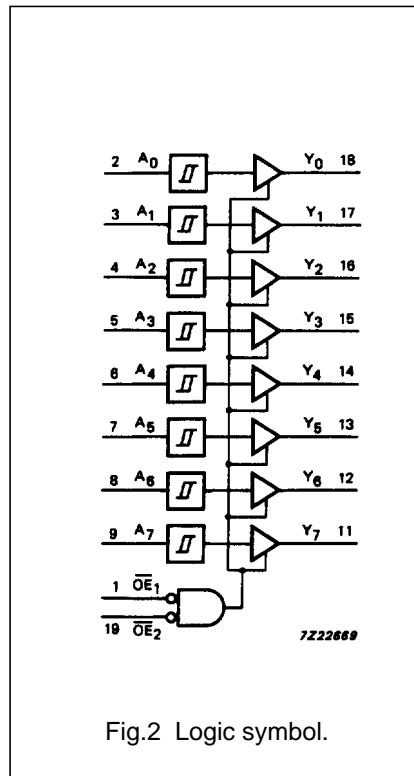 2 A0 Y0 18
3 A1 Y1 17
4 A2 Y2 16
5 A3 Y3 15
6 A4 Y4 14
7 A5 Y5 13
8 A6 Y6 12
9 A7 Y7 11
1 O̅E̅1
19 O̅E̅2
7Z22669
Fig.2 Logic symbol.